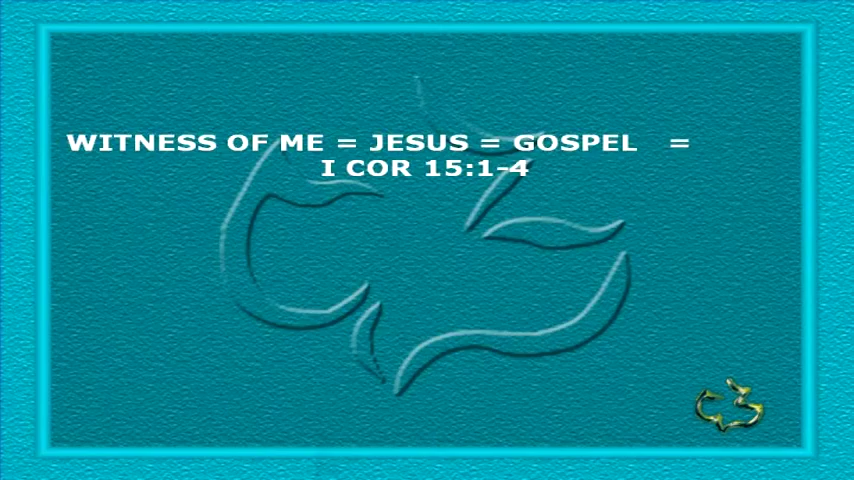 WITNESS OF ME = JESUS = GOSPEL =
I COR 15:1-4